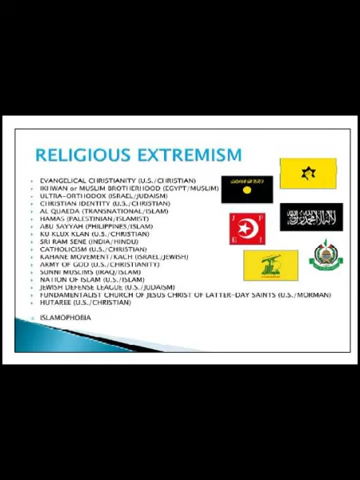 RELIGIOUS EXTREMISM
EVANGELICAL CHRISTIANITY (U.S./CHRISTIAN)
IKHWAN or MUSLIM BROTHERHOOD (EGYPT/MUSLIM)
ULTRA-ORTHODOX (ISRAEL/JUDAISM)
CHRISTIAN IDENTITY (U.S./CHRISTIAN)
AL QUAEDA (TRANSNATIONAL/ISLAM)
HAMAS (PALESTINIAN/ISLAMIST)
ABU SAYYAH (PHILIPPINES/ISLAM)
KU KLUX KLAN (U.S./CHRISTIAN)
SRI RAM SENE (INDIA/HINDU)
CATHOLICISM (U.S./CHRISTIAN)
KAHANE MOVEMENT/KACH (ISRAEL/JEWISH)
ARMY OF GOD (U.S./CHRISTIANITY)
SUNNI MUSLIMS (IRAQ/ISLAM)
NATION OF ISLAM (U.S./ISLAM)
JEWISH DEFENSE LEAGUE (U.S./JUDAISM)
FUNDAMENTALIST CHURCH OF JESUS CHRIST OF LATTER-DAY SAINTS (U.S./MORMAN)
HUTAREE (U.S./CHRISTIAN)
ISLAMOPHOBIA